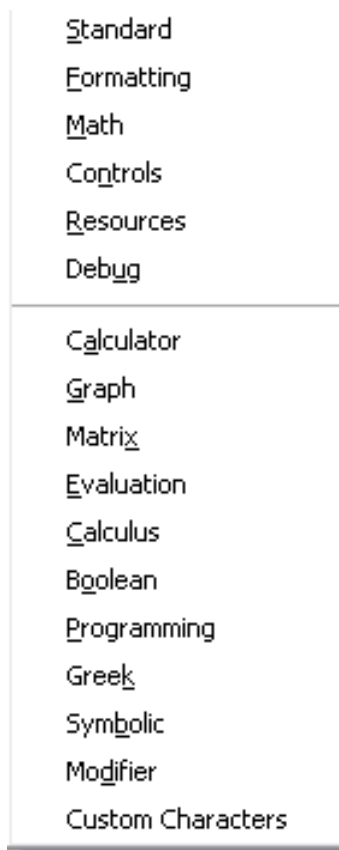 Standard
Formatting
Math
Controls
Resources
Debug
Calculator
Graph
Matrix
Evaluation
Calculus
Boolean
Programming
Greek
Symbolic
Modifier
Custom Characters